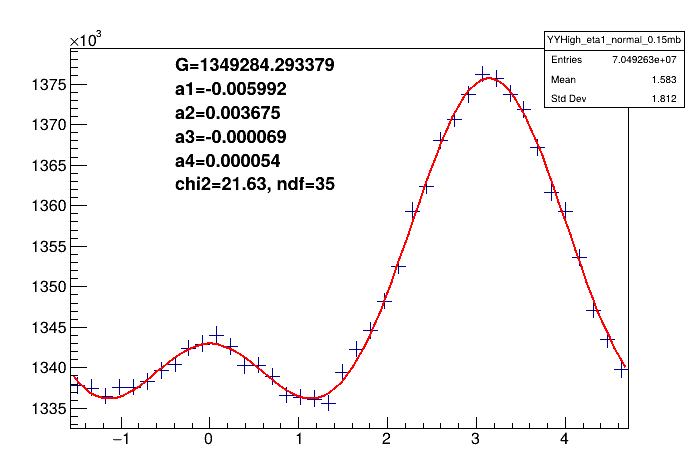 ×10³
YYHigh_eta1_normal_0.15mb
Entries 7.049263e+07
Mean 1.583
Std Dev 1.812
G=1349284.293379
a1=-0.005992
a2=0.003675
a3=-0.000069
a4=0.000054
chi2=21.63, ndf=35
1375
1370
1365
1360
1355
1350
1345
1340
1335
−1 0 1 2 3 4